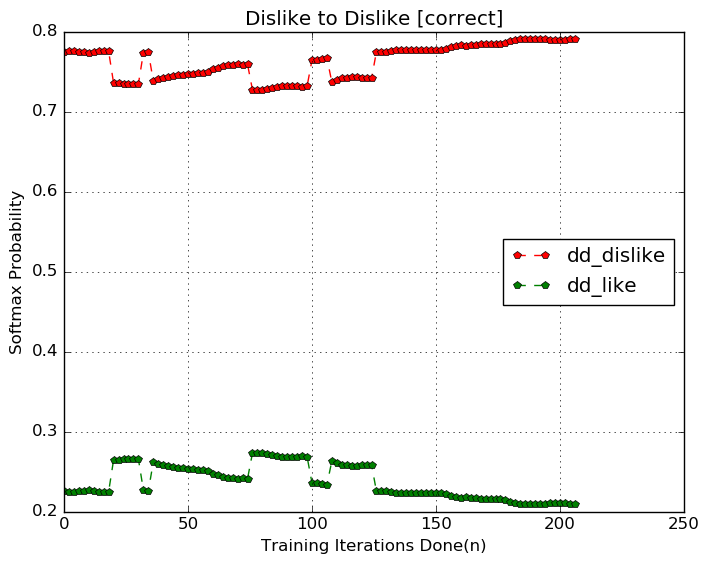 Dislike to Dislike [correct]
0.8
0.7
0.6
0.5
0.4
0.3
0.2
Softmax Probability
dd_dislike
dd_like
0 50 100 150 200 250
Training Iterations Done(n)